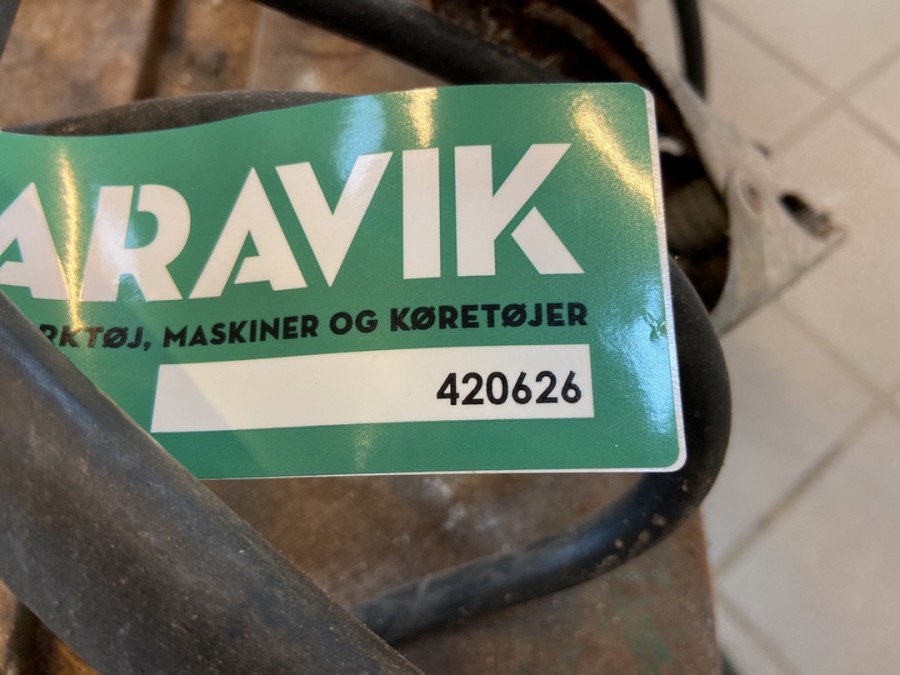 ARAVIK
RKTØJ, MASKINER OG KØRETØJER
420626